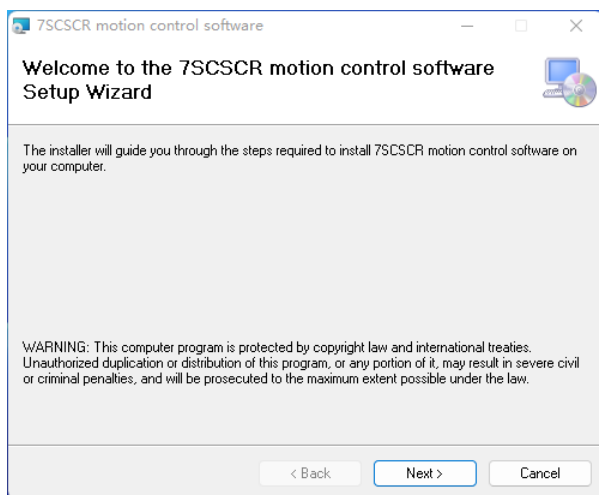 7SCSCR motion control software
Welcome to the 7SCSCR motion control software
Setup Wizard
The installer will guide you through the steps required to install 7SCSCR motion control software on
your computer.
WARNING: This computer program is protected by copyright law and international treaties.
Unauthorized duplication or distribution of this program, or any portion of it, may result in severe civil
or criminal penalties, and will be prosecuted to the maximum extent possible under the law.
< Back Next > Cancel